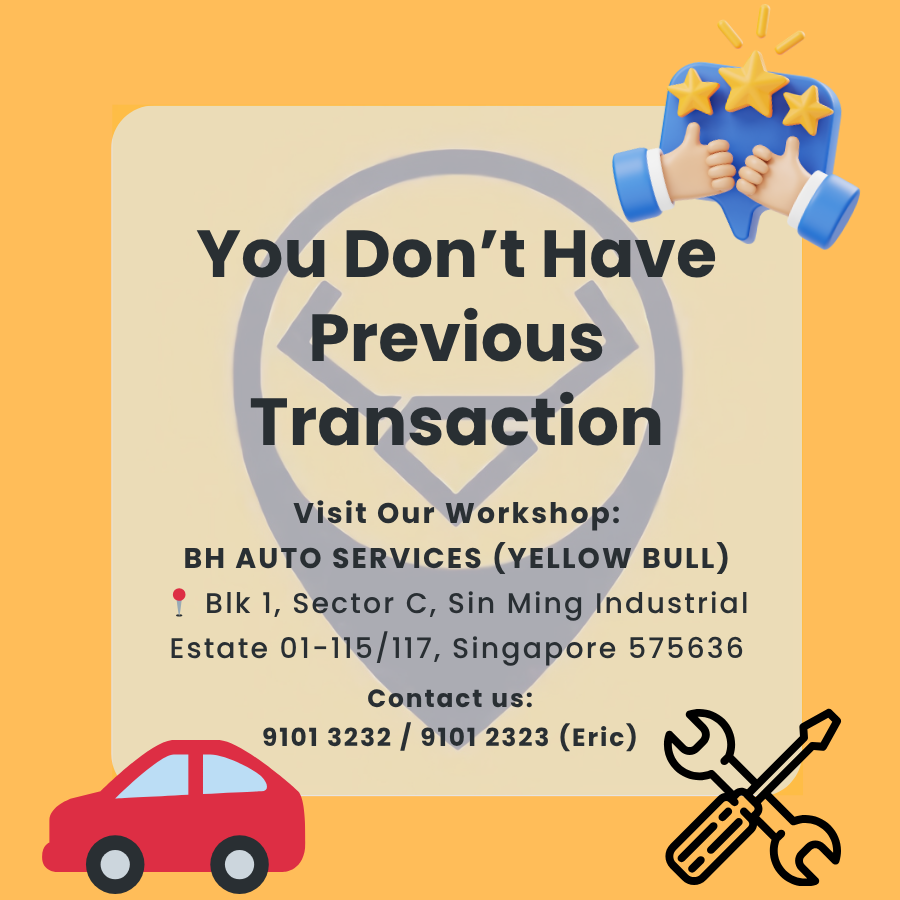 You Don’t Have
Previous
Transaction
Visit Our Workshop:
BH AUTO SERVICES (YELLOW BULL)
📍 Blk 1, Sector C, Sin Ming Industrial
Estate 01-115/117, Singapore 575636
Contact us:
9101 3232 / 9101 2323 (Eric)